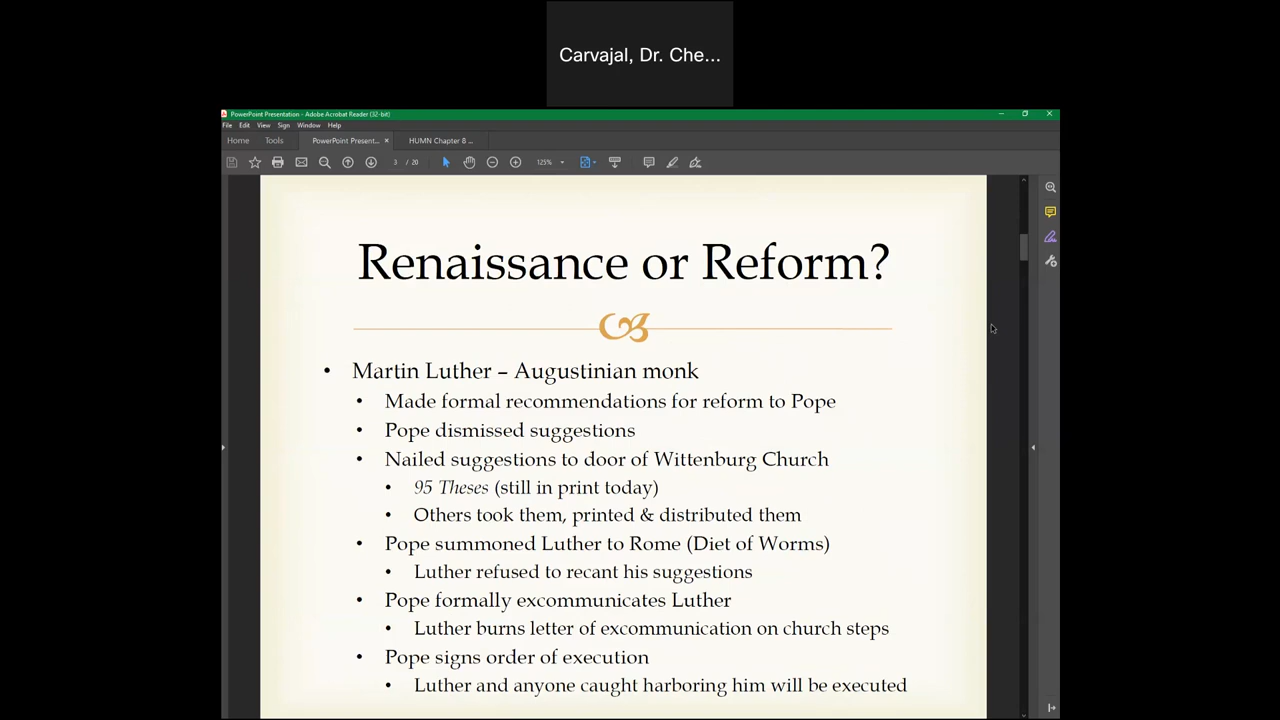 Carvajal, Dr. Che...
PowerPoint Presentation - Adobe Acrobat Reader (32-bit)
File Edit View Sign Window Help
Home Tools PowerPoint Present... × HUMN Chapter 8 ...
3 / 20 125%
Renaissance or Reform?
• Martin Luther – Augustinian monk
• Made formal recommendations for reform to Pope
• Pope dismissed suggestions
• Nailed suggestions to door of Wittenburg Church
• 95 Theses (still in print today)
• Others took them, printed & distributed them
• Pope summoned Luther to Rome (Diet of Worms)
• Luther refused to recant his suggestions
• Pope formally excommunicates Luther
• Luther burns letter of excommunication on church steps
• Pope signs order of execution
• Luther and anyone caught harboring him will be executed